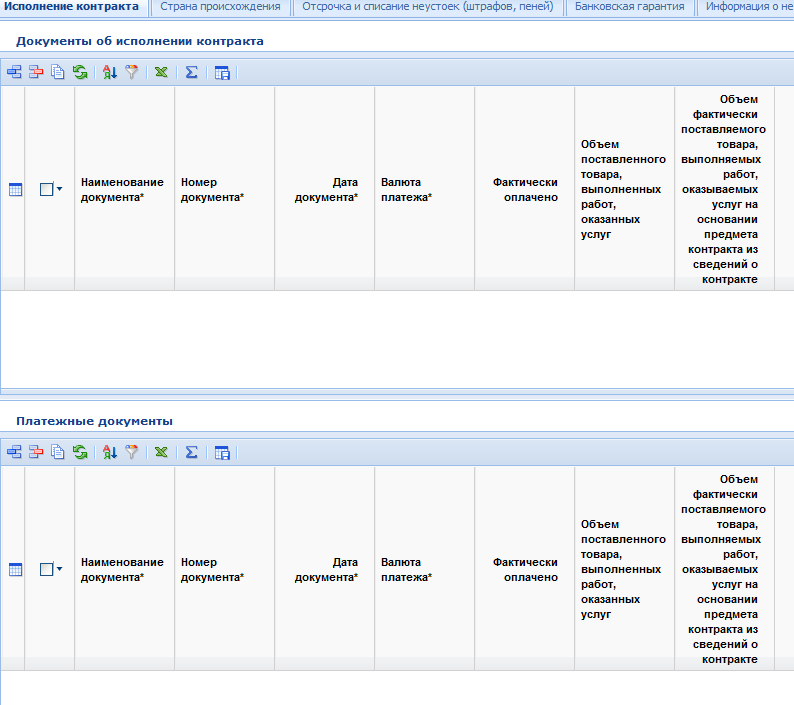 Исполнение контракта Страна происхождения Отсрочка и списание неустоек (штрафов, пеней) Банковская гарантия Информация о не
Документы об исполнении контракта
Наименование
документа*
Номер
документа*
Дата
документа*
Валюта
платежа*
Фактически
оплачено
Объем
поставленного
товара,
выполненных
работ,
оказанных
услуг
Объем
фактически
поставляемого
товара,
выполняемых
работ,
оказываемых
услуг на
основании
предмета
контракта из
сведений о
контракте
Платежные документы
Наименование
документа*
Номер
документа*
Дата
документа*
Валюта
платежа*
Фактически
оплачено
Объем
поставленного
товара,
выполненных
работ,
оказанных
услуг
Объем
фактически
поставляемого
товара,
выполняемых
работ,
оказываемых
услуг на
основании
предмета
контракта из
сведений о
контракте